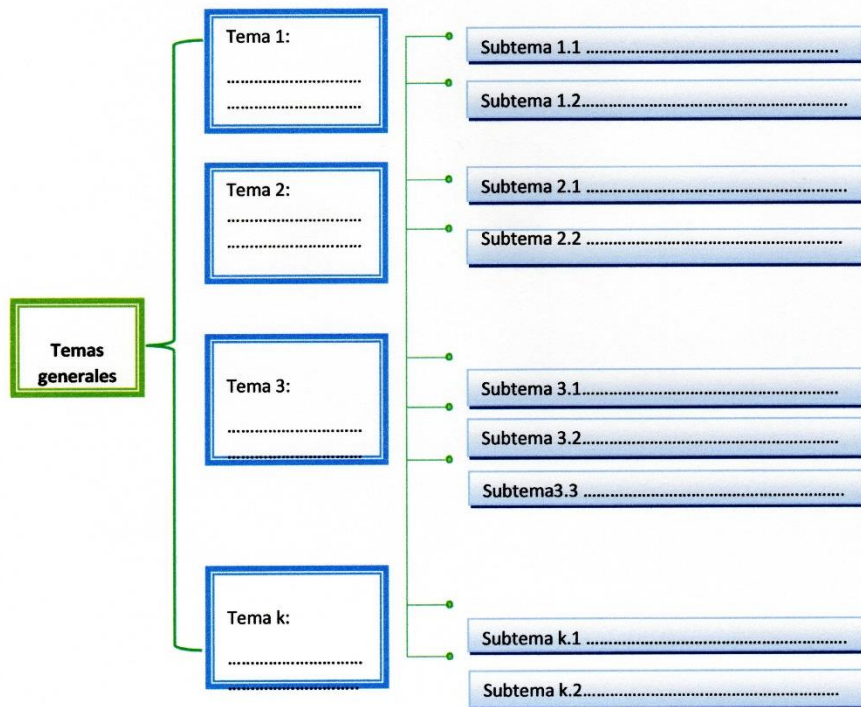 Temas
generales
Tema 1:
..............................
..............................
Subtema 1.1 ........................................................
Subtema 1.2...........................................................
Tema 2:
..............................
..............................
Subtema 2.1 ..........................................................
Subtema 2.2 .........................................................
Tema 3:
..............................
..............................
Subtema 3.1.........................................................
Subtema 3.2.........................................................
Subtema3.3 ..........................................................
Tema k:
..............................
.............................
Subtema k.1 ..........................................................
Subtema k.2.........................................................